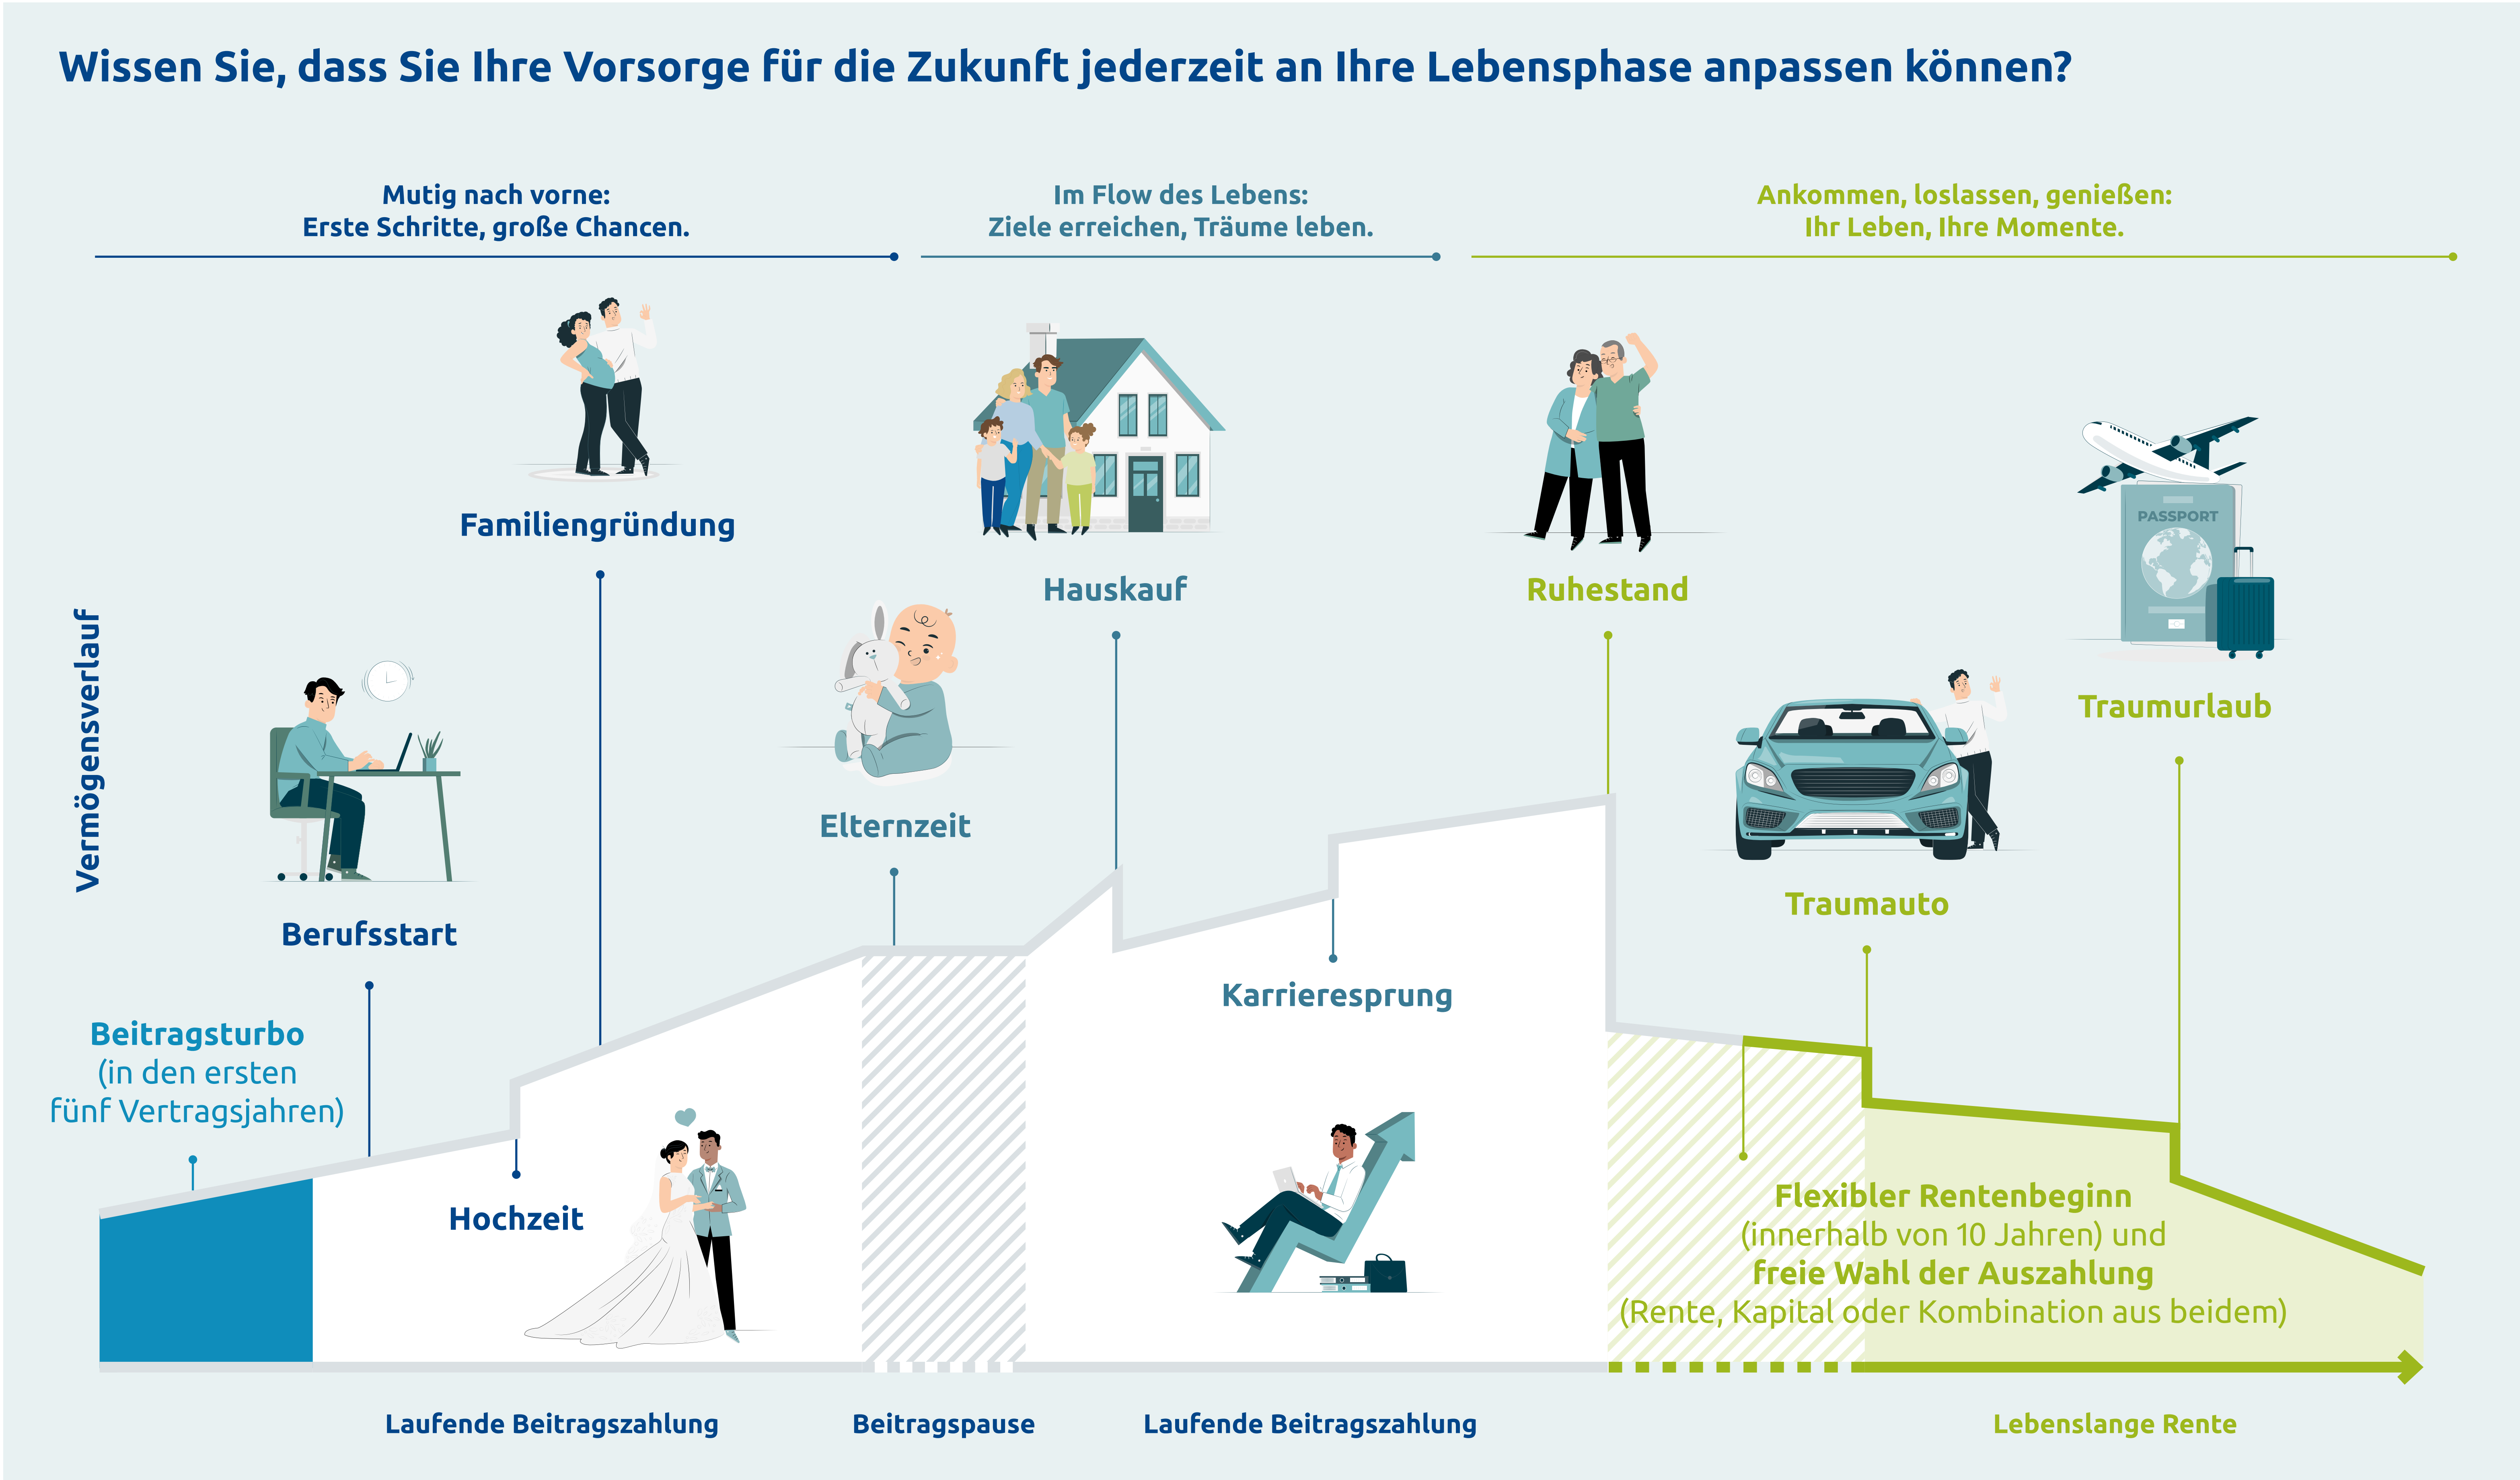 Wissen Sie, dass Sie Ihre Vorsorge für die Zukunft jederzeit an Ihre Lebensphase anpassen können?
Mutig nach vorne:
Erste Schritte, große Chancen.
Im Flow des Lebens:
Ziele erreichen, Träume leben.
Ankommen, loslassen, genießen:
Ihr Leben, Ihre Momente.
Vermögensverlauf
Beitragsturbo
(in den ersten
fünf Vertragsjahren)
Berufsstart
Hochzeit
Familiengründung
Elternzeit
Hauskauf
Karrieresprung
Ruhestand
Traumauto
PASSPORT
Traumurlaub
Flexibler Rentenbeginn
(innerhalb von 10 Jahren) und
freie Wahl der Auszahlung
(Rente, Kapital oder Kombination aus beidem)
Laufende Beitragszahlung
Beitragspause
Laufende Beitragszahlung
Lebenslange Rente